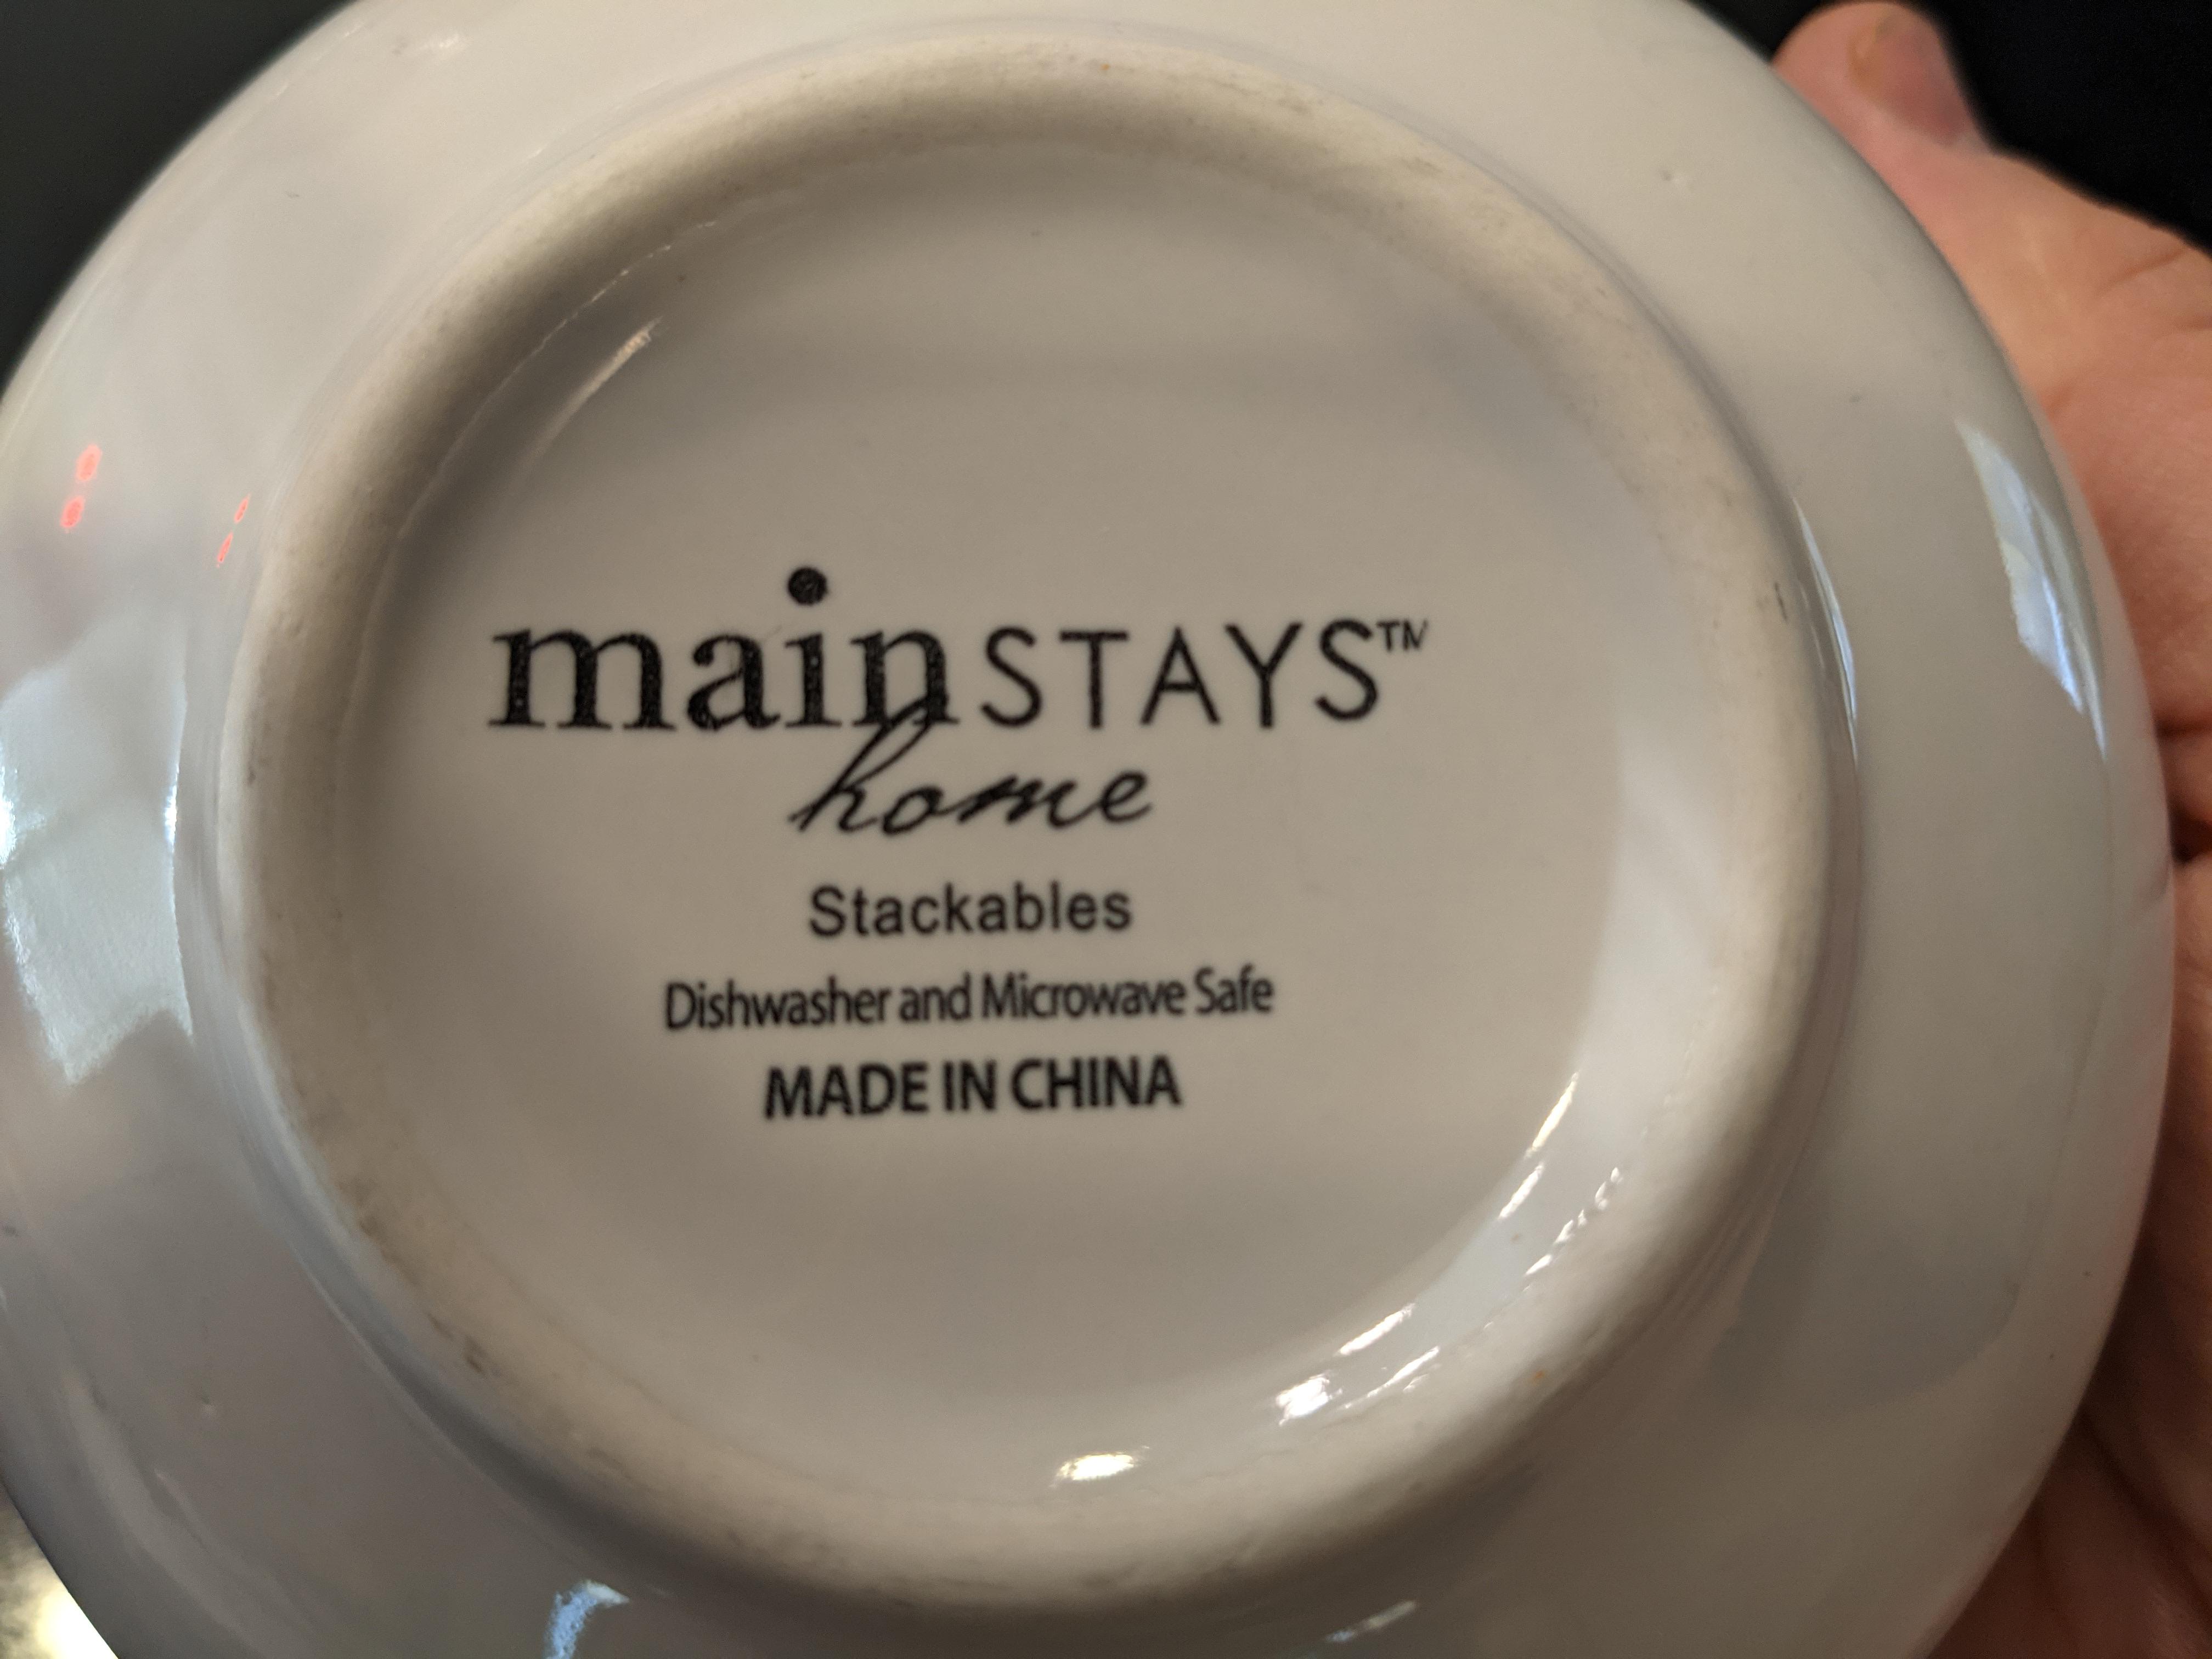 mainSTAYS™
home
Stackables
Dishwasher and Microwave Safe
MADE IN CHINA